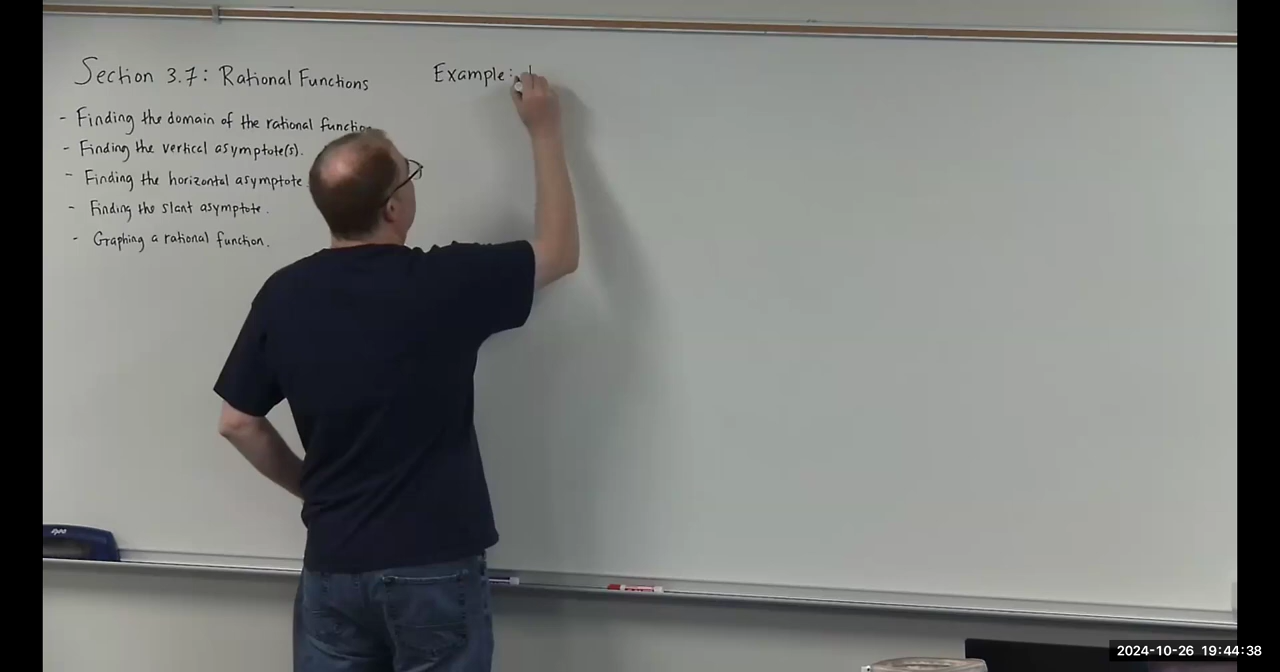 Section 3.7: Rational Functions
- Finding the domain of the rational function
- Finding the vertical asymptote(s).
- Finding the horizontal asymptote
- Finding the slant asymptote.
- Graphing a rational function.
Example:
expo
2024-10-26 19:44:38